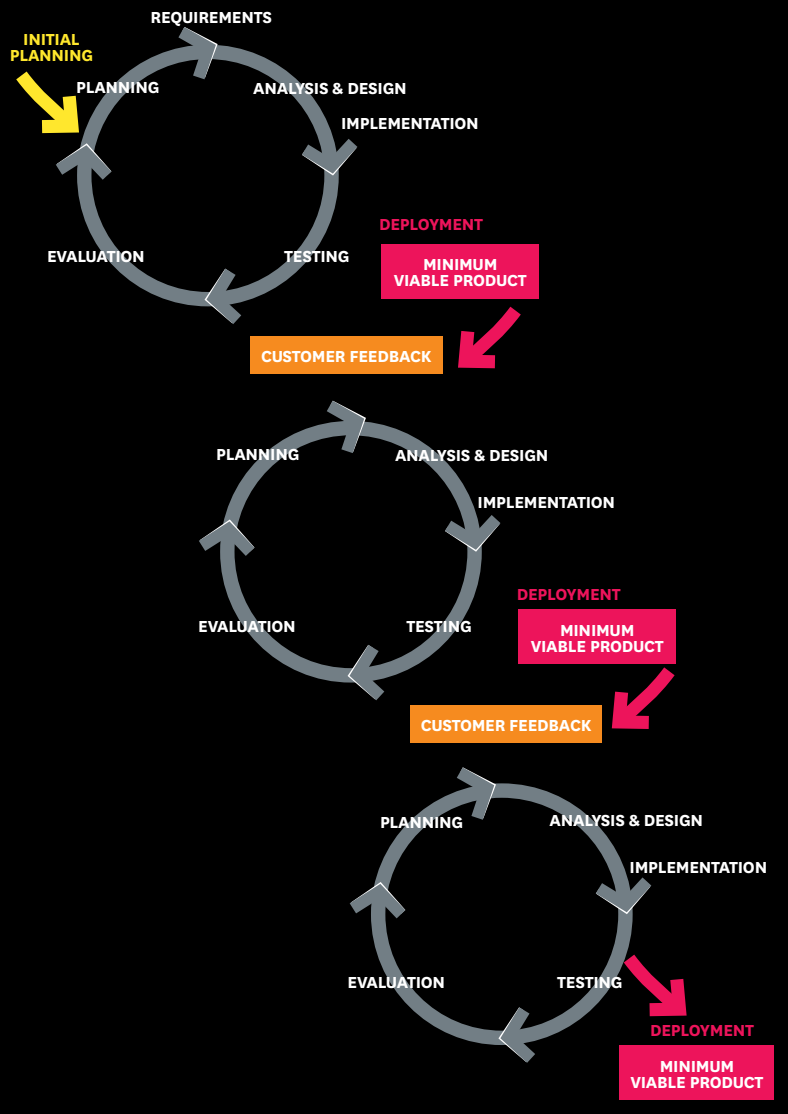 REQUIREMENTS
INITIAL
PLANNING
PLANNING
ANALYSIS & DESIGN
IMPLEMENTATION
EVALUATION
TESTING
DEPLOYMENT
MINIMUM
VIABLE PRODUCT
CUSTOMER FEEDBACK
PLANNING
ANALYSIS & DESIGN
IMPLEMENTATION
EVALUATION
TESTING
DEPLOYMENT
MINIMUM
VIABLE PRODUCT
CUSTOMER FEEDBACK
PLANNING
ANALYSIS & DESIGN
IMPLEMENTATION
EVALUATION
TESTING
DEPLOYMENT
MINIMUM
VIABLE PRODUCT